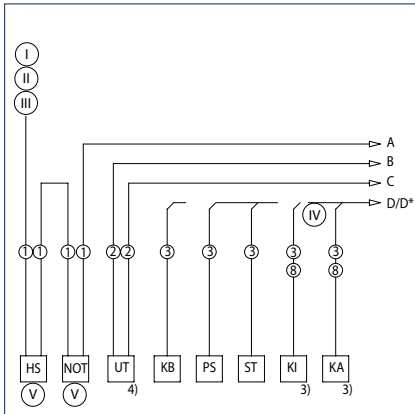 I
II
III
A
B
C
D/D*
IV
1 1 1 1 2 2 3 3 3 3 3
8 8
HS NOT UT KB PS ST KI KA
V V 4) 3) 3)